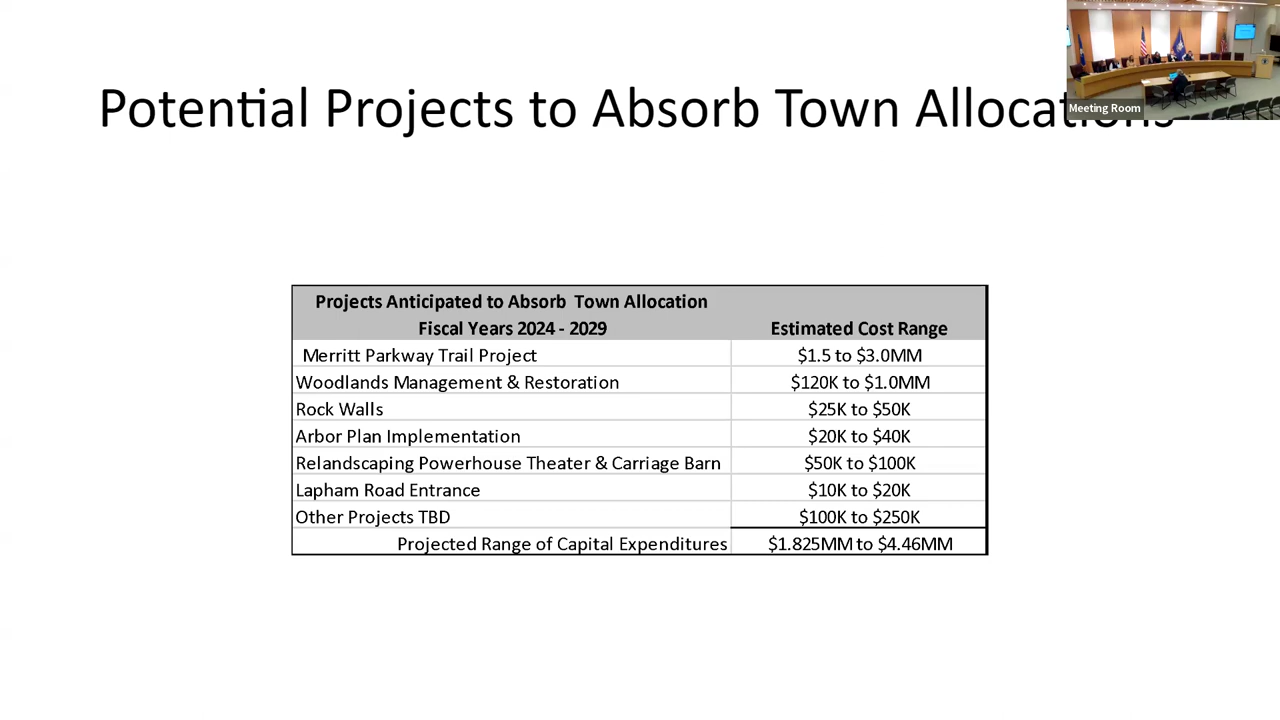 Potential Projects to Absorb Town Allocations
Meeting Room
Projects Anticipated to Absorb Town Allocation
Fiscal Years 2024 - 2029 Estimated Cost Range
Merritt Parkway Trail Project $1.5 to $3.0MM
Woodlands Management & Restoration $120K to $1.0MM
Rock Walls $25K to $50K
Arbor Plan Implementation $20K to $40K
Relandscaping Powerhouse Theater & Carriage Barn $50K to $100K
Lapham Road Entrance $10K to $20K
Other Projects TBD $100K to $250K
Projected Range of Capital Expenditures $1.825MM to $4.46MM